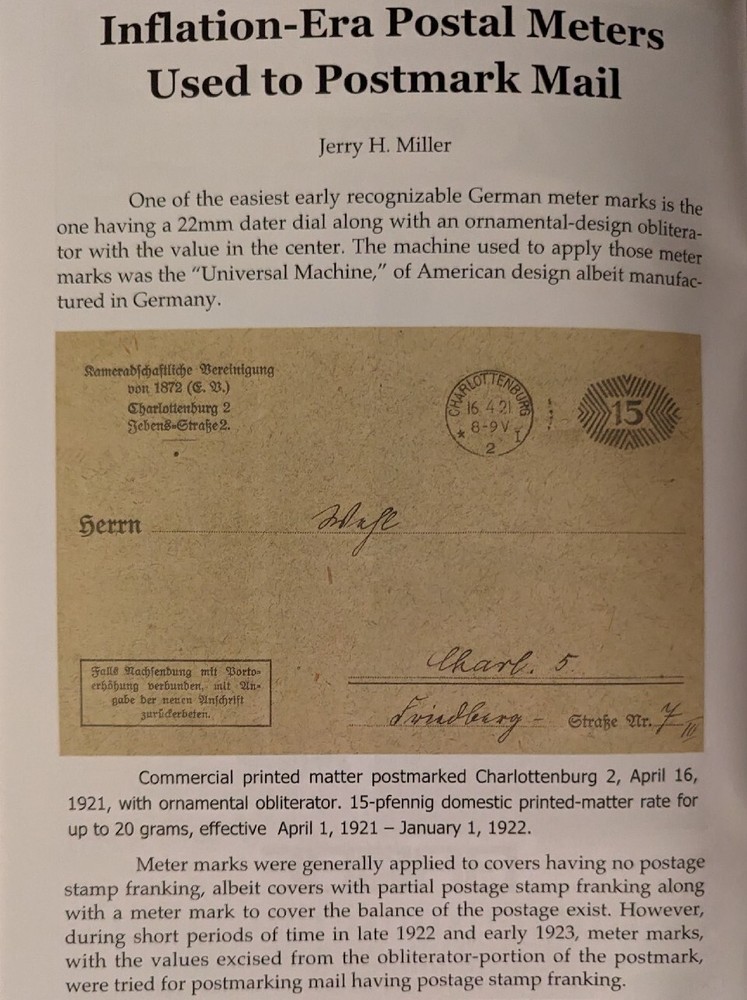 Inflation-Era Postal Meters
Used to Postmark Mail
Jerry H. Miller
One of the easiest early recognizable German meter marks is the
one having a 22mm dater dial along with an ornamental-design oblitera-
tor with the value in the center. The machine used to apply those meter
marks was the “Universal Machine,” of American design albeit manufac-
tured in Germany.
Kameradschaftliche Vereinigung
von 1872 (E. V.)
Charlottenburg 2
Jebens-Straße 2.
CHARLOTTENBURG
16.4.21
* 8-9 V I
2
15
Herrn Wahl
Charl. 5.
Friedberg - Straße Nr. 7 III
Falls Nachsendung mit Porto-
erhöhung verbunden, mit An-
gabe der neuen Anschrift
zurückerbeten.
Commercial printed matter postmarked Charlottenburg 2, April 16,
1921, with ornamental obliterator. 15-pfennig domestic printed-matter rate for
up to 20 grams, effective April 1, 1921 – January 1, 1922.
Meter marks were generally applied to covers having no postage
stamp franking, albeit covers with partial postage stamp franking along
with a meter mark to cover the balance of the postage exist. However,
during short periods of time in late 1922 and early 1923, meter marks,
with the values excised from the obliterator-portion of the postmark,
were tried for postmarking mail having postage stamp franking.